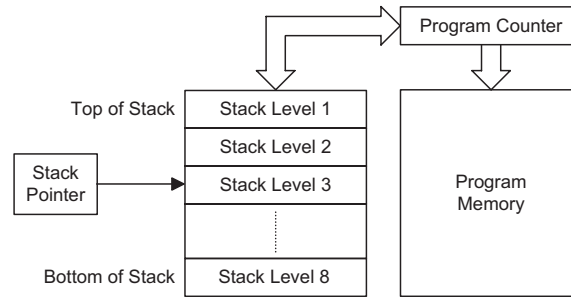 Program Counter
Top of Stack
Stack Level 1
Stack Level 2
Stack
Pointer
Stack Level 3
Program
Memory
Bottom of Stack
Stack Level 8